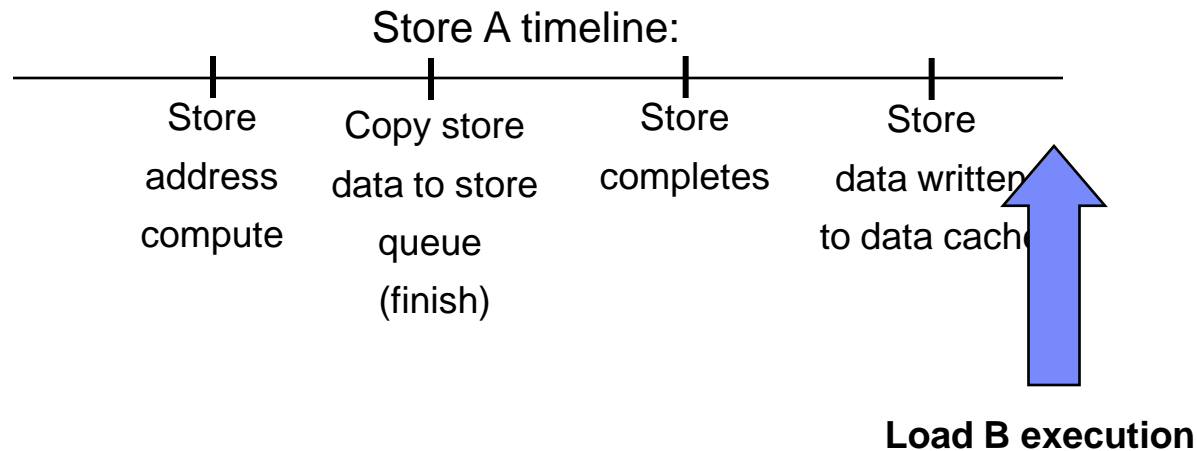 Store A timeline:
Store
address
compute
Copy store
data to store
queue
(finish)
Store
completes
Store
data written
to data cache
Load B execution